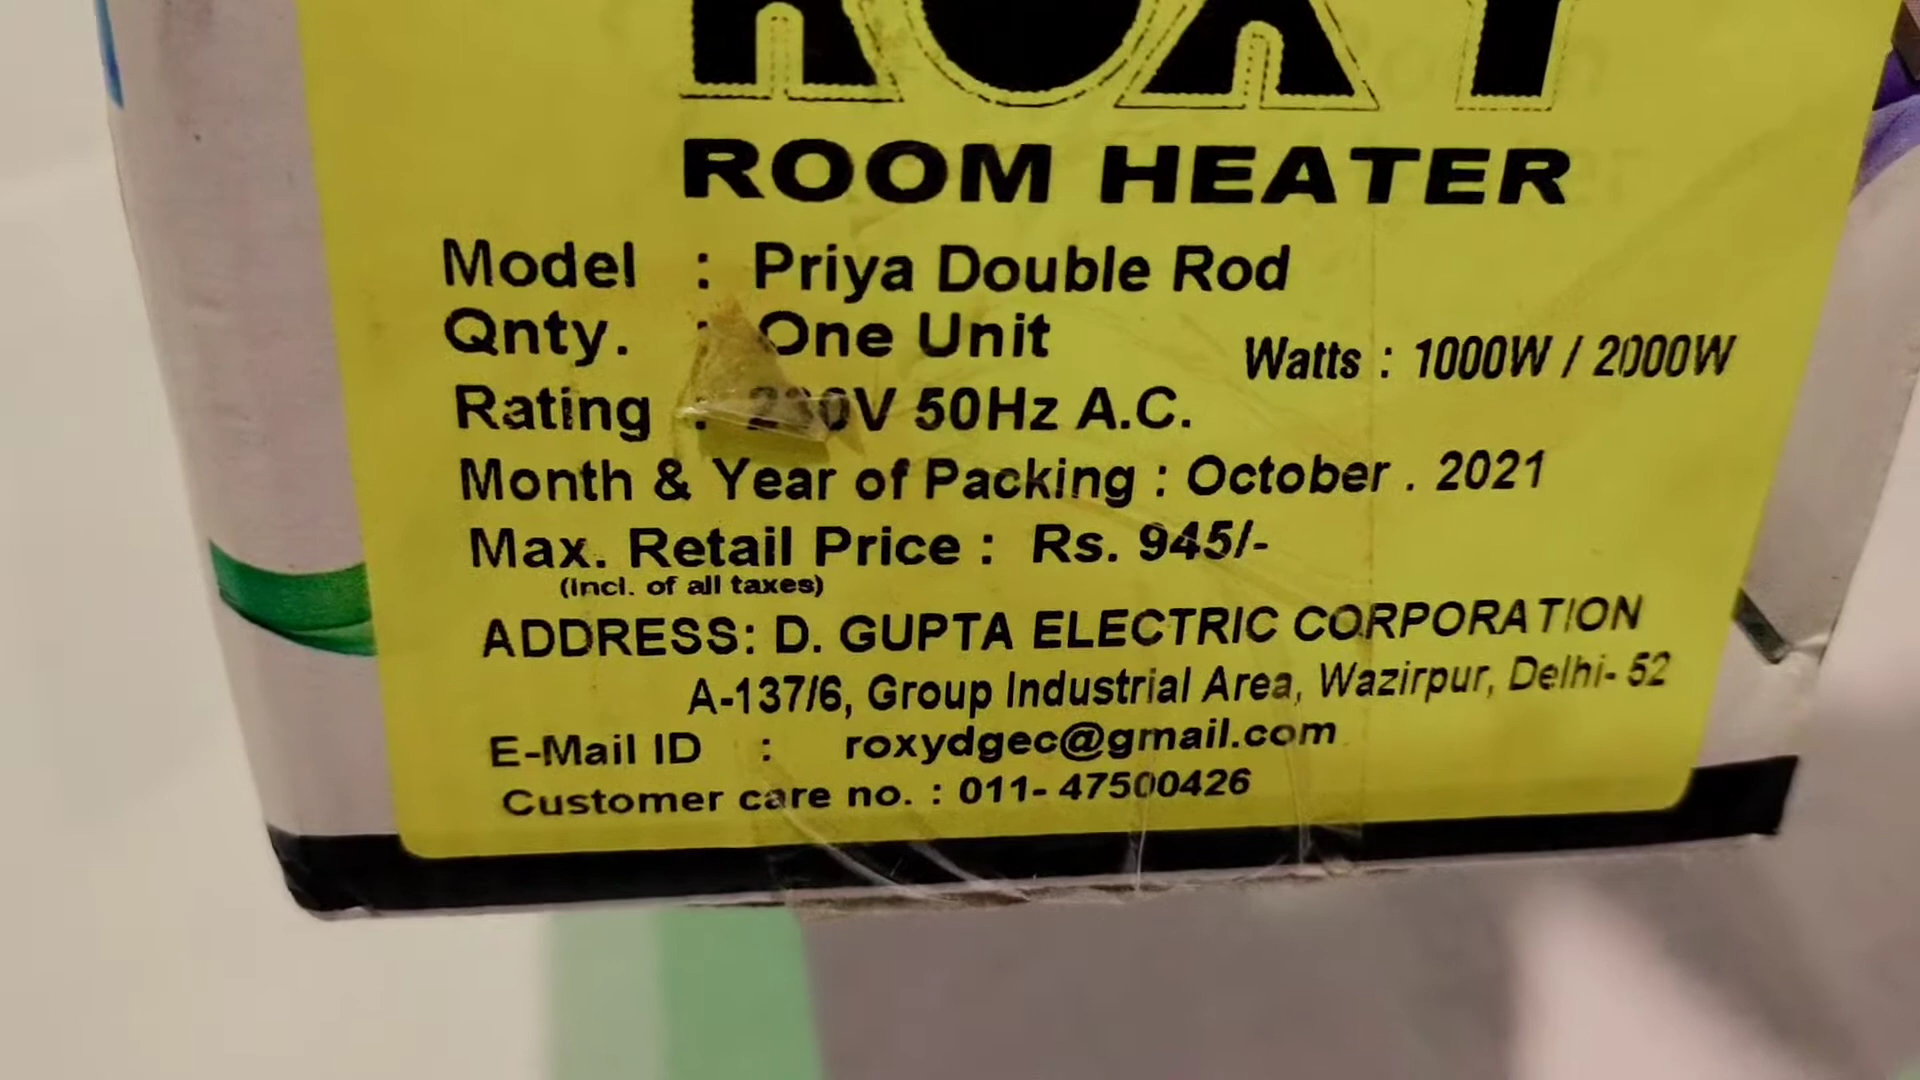 ROXY
ROOM HEATER
Model : Priya Double Rod
Qnty. : One Unit
Watts : 1000W / 2000W
Rating : 230V 50Hz A.C.
Month & Year of Packing : October . 2021
Max. Retail Price : Rs. 945/-
(Incl. of all taxes)
ADDRESS: D. GUPTA ELECTRIC CORPORATION
A-137/6, Group Industrial Area, Wazirpur, Delhi- 52
E-Mail ID : roxydgec@gmail.com
Customer care no. : 011- 47500426